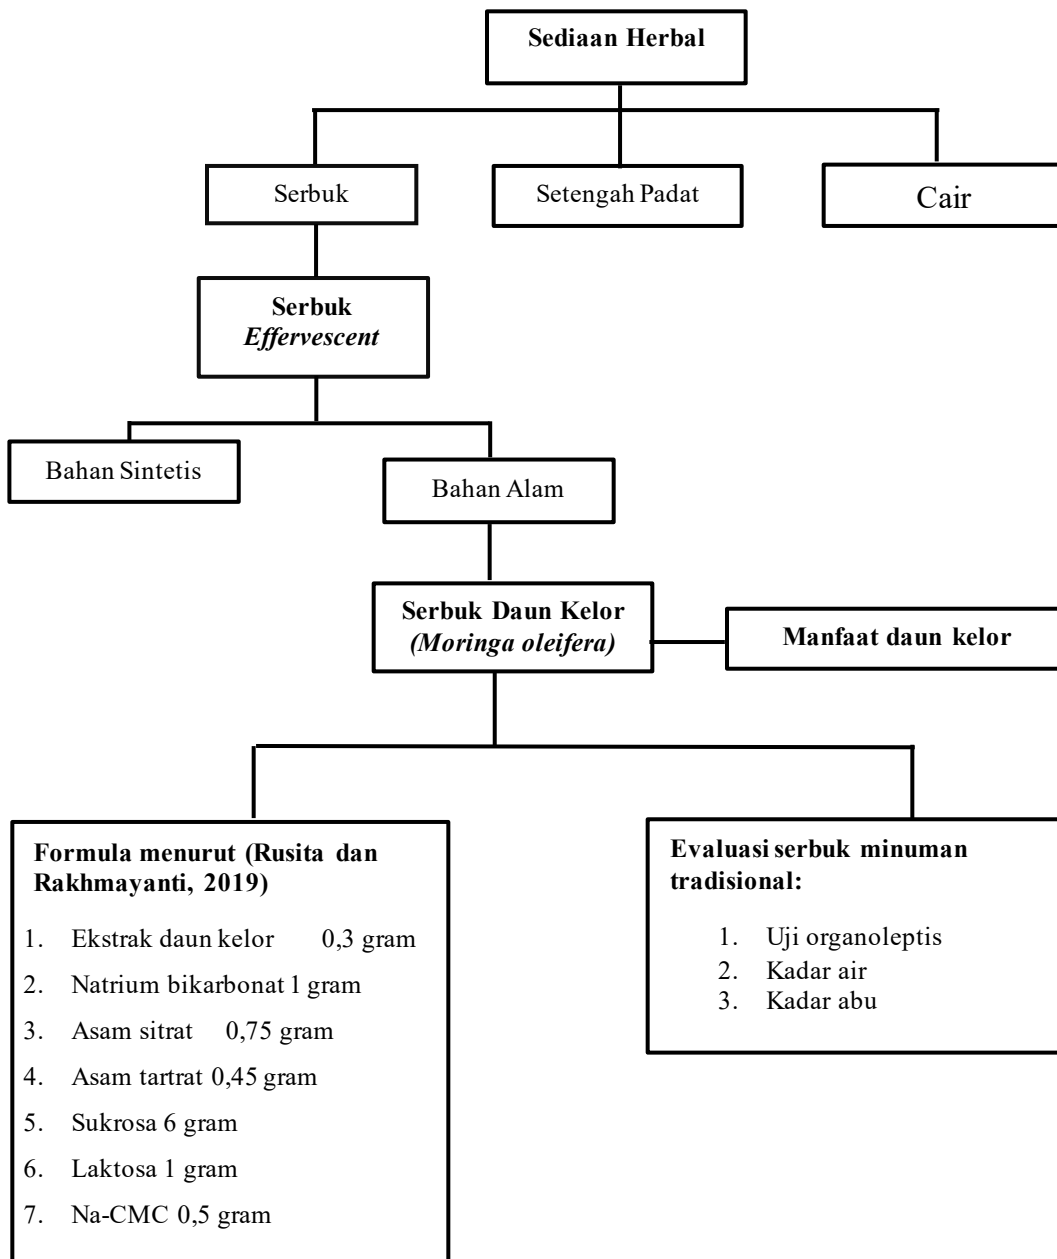 Sediaan Herbal
Serbuk
Setengah Padat
Cair
Serbuk
Effervescent
Bahan Sintetis
Bahan Alam
Serbuk Daun Kelor
(Moringa oleifera)
Manfaat daun kelor
Formula menurut (Rusita dan
Rakhmayanti, 2019)
1. Ekstrak daun kelor 0,3 gram
2. Natrium bikarbonat 1 gram
3. Asam sitrat 0,75 gram
4. Asam tartrat 0,45 gram
5. Sukrosa 6 gram
6. Laktosa 1 gram
7. Na-CMC 0,5 gram
Evaluasi serbuk minuman
tradisional:
1. Uji organoleptis
2. Kadar air
3. Kadar abu